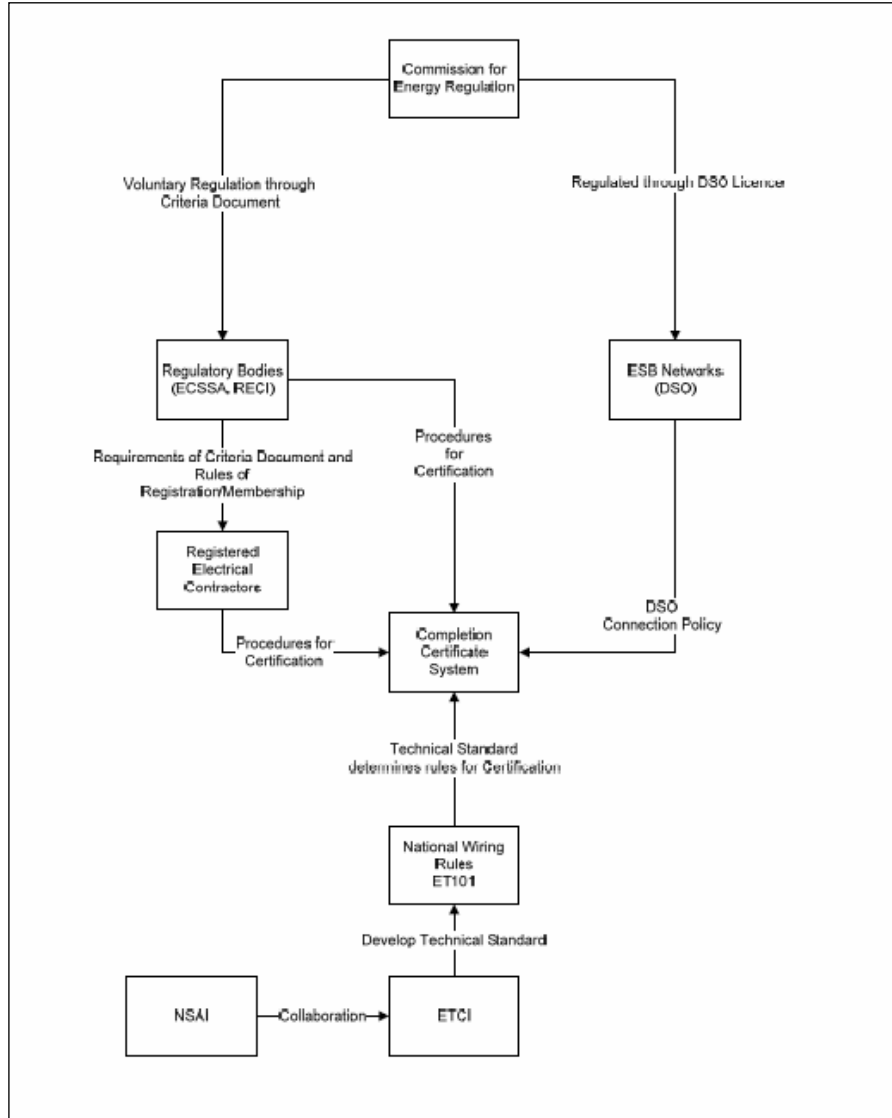 Commission for
Energy Regulation
Voluntary Regulation through
Criteria Document
Regulated through DSO Licencer
Regulatory Bodies
(ECSSA, RECI)
ESB Networks
(DSO)
Procedures
for
Certification
Requirements of Criteria Document and
Rules of
Registration/Membership
Registered
Electrical
Contractors
DSO
Connection Policy
Procedures for
Certification
Completion
Certificate
System
Technical Standard
determines rules for Certification
National Wiring
Rules
ET101
Develop Technical Standard
NSAI
Collaboration
ETCI